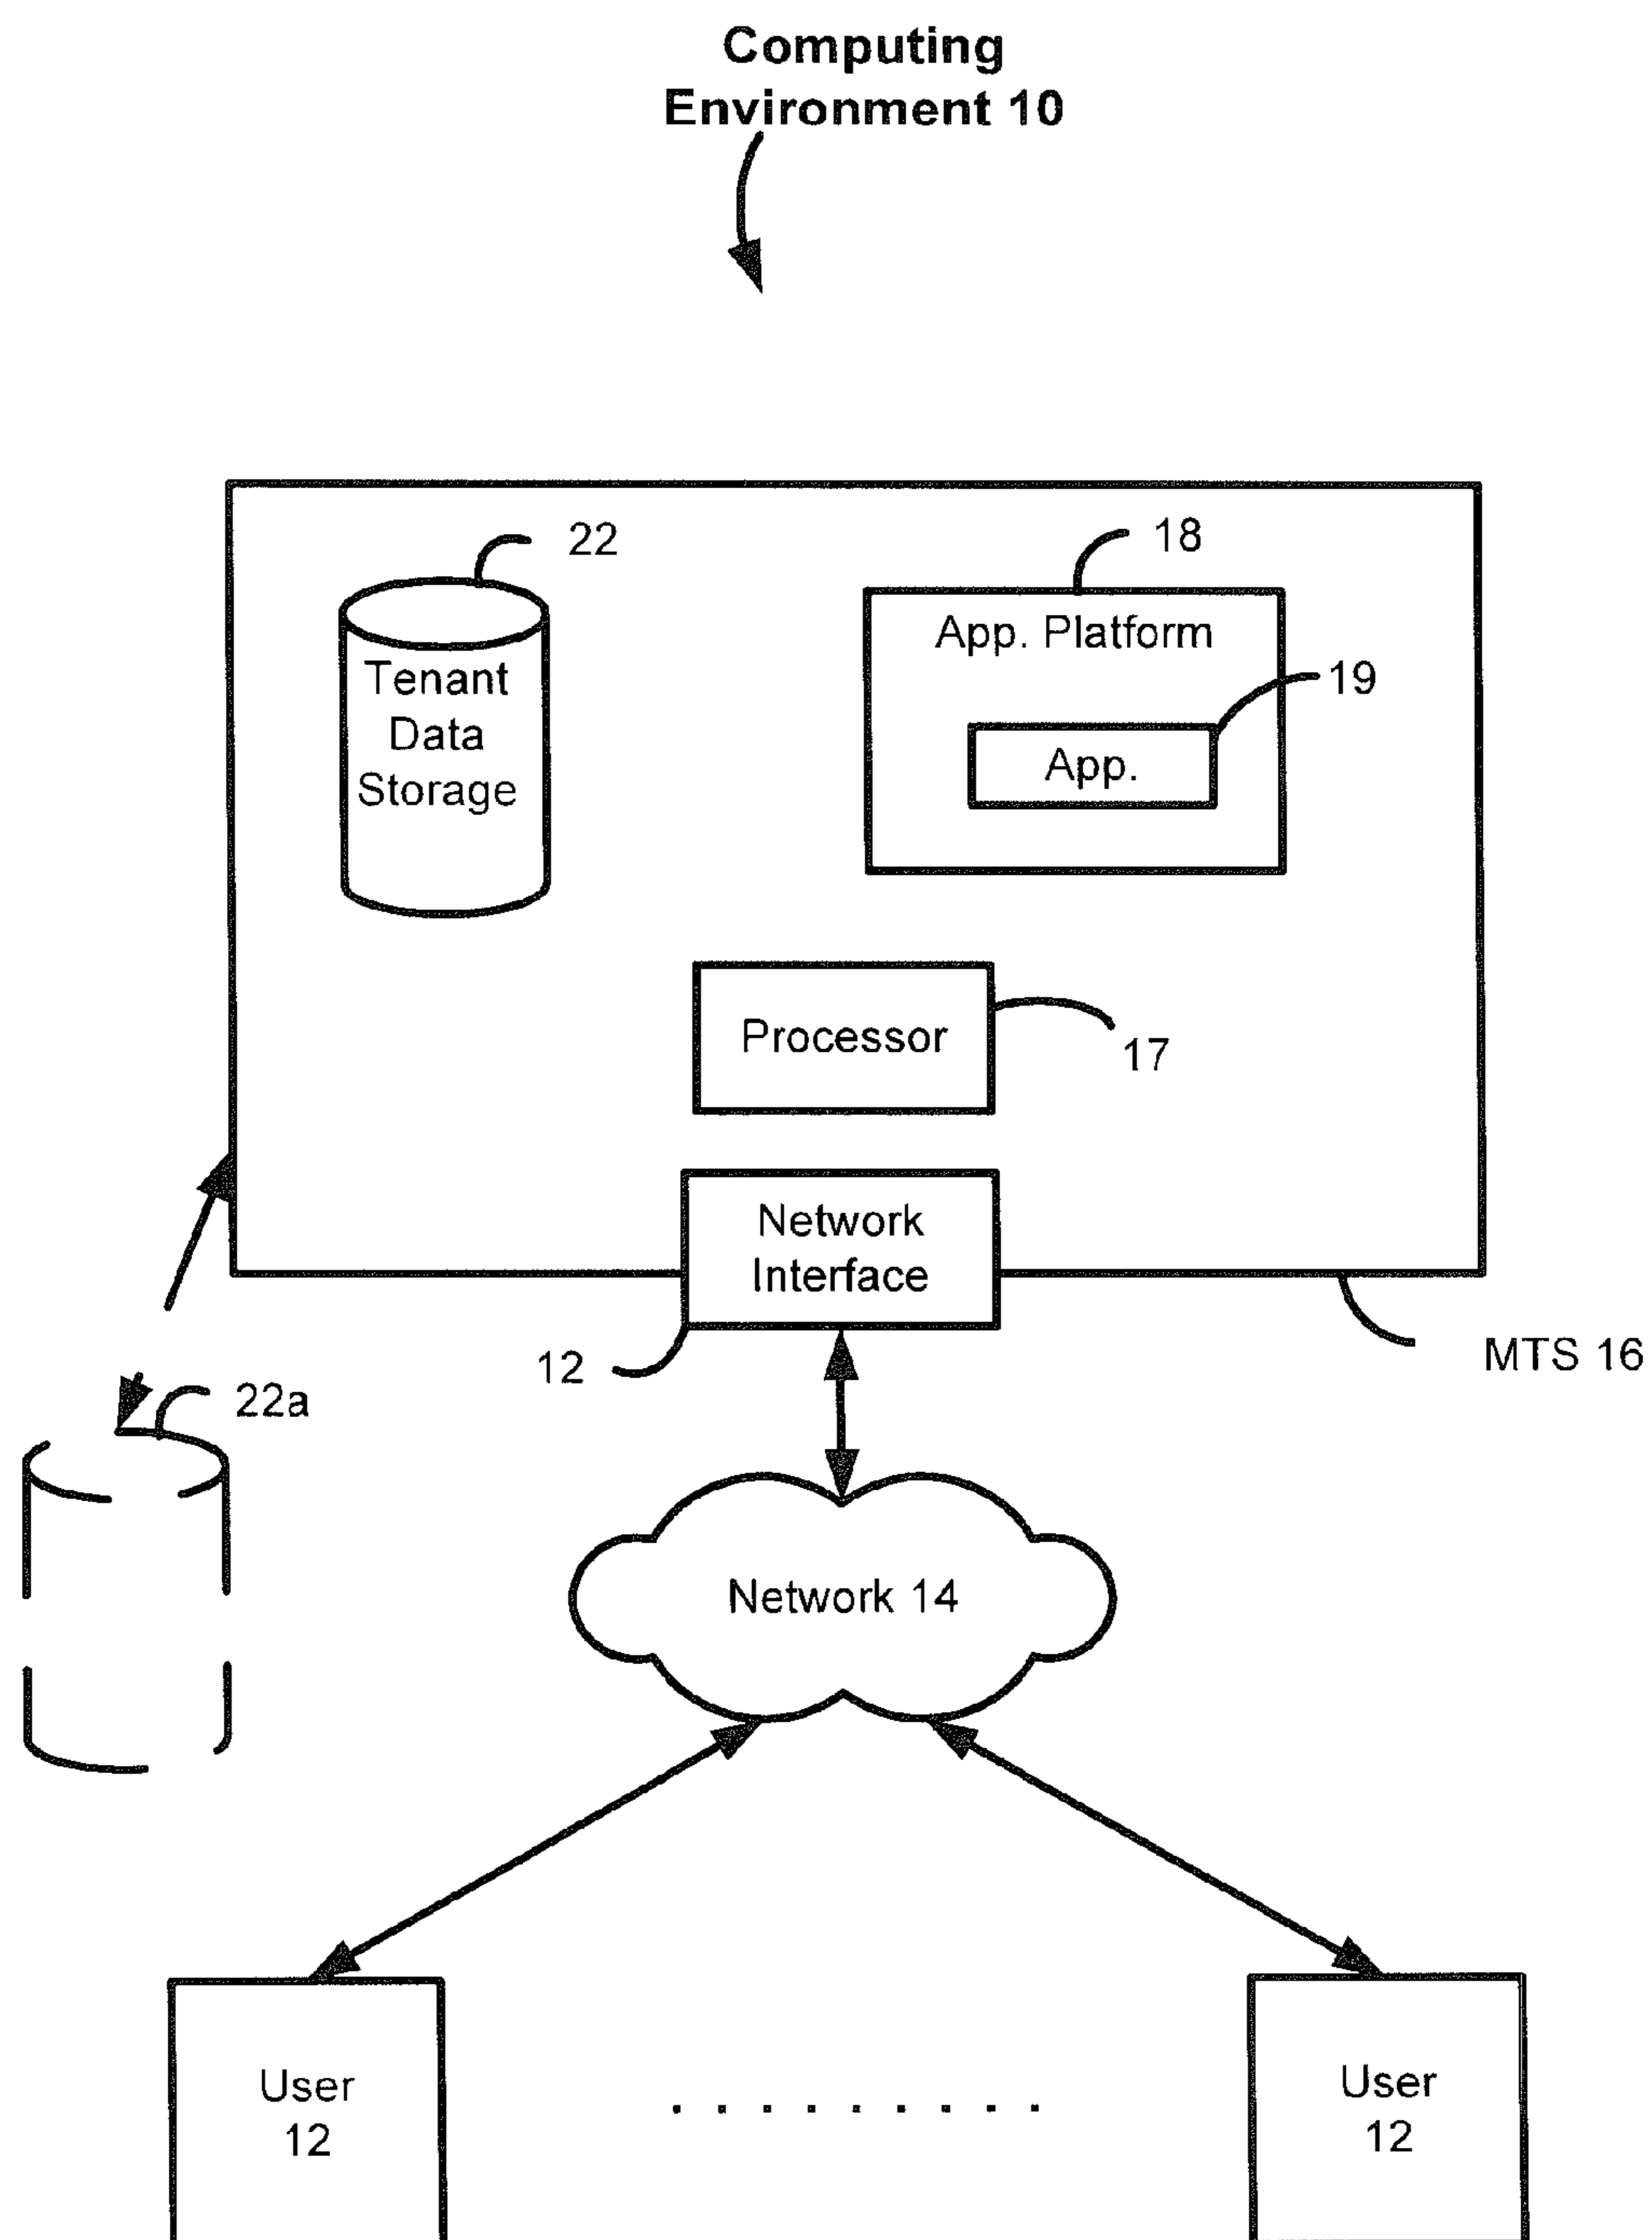 Computing
Environment 10
22
18
App. Platform
Tenant
Data
Storage
19
App.
Processor
17
Network
Interface
12
MTS 16
22a
Network 14
User
12
User
12